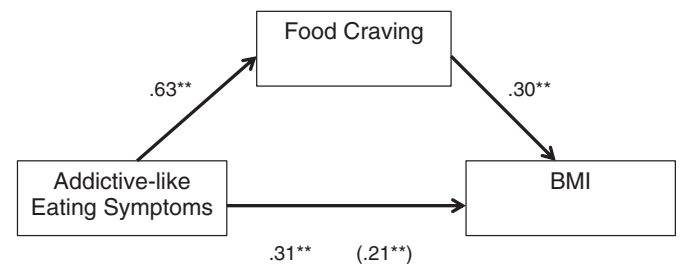 Food Craving
.63**
.30**
Addictive-like
Eating Symptoms
BMI
.31** (.21**)